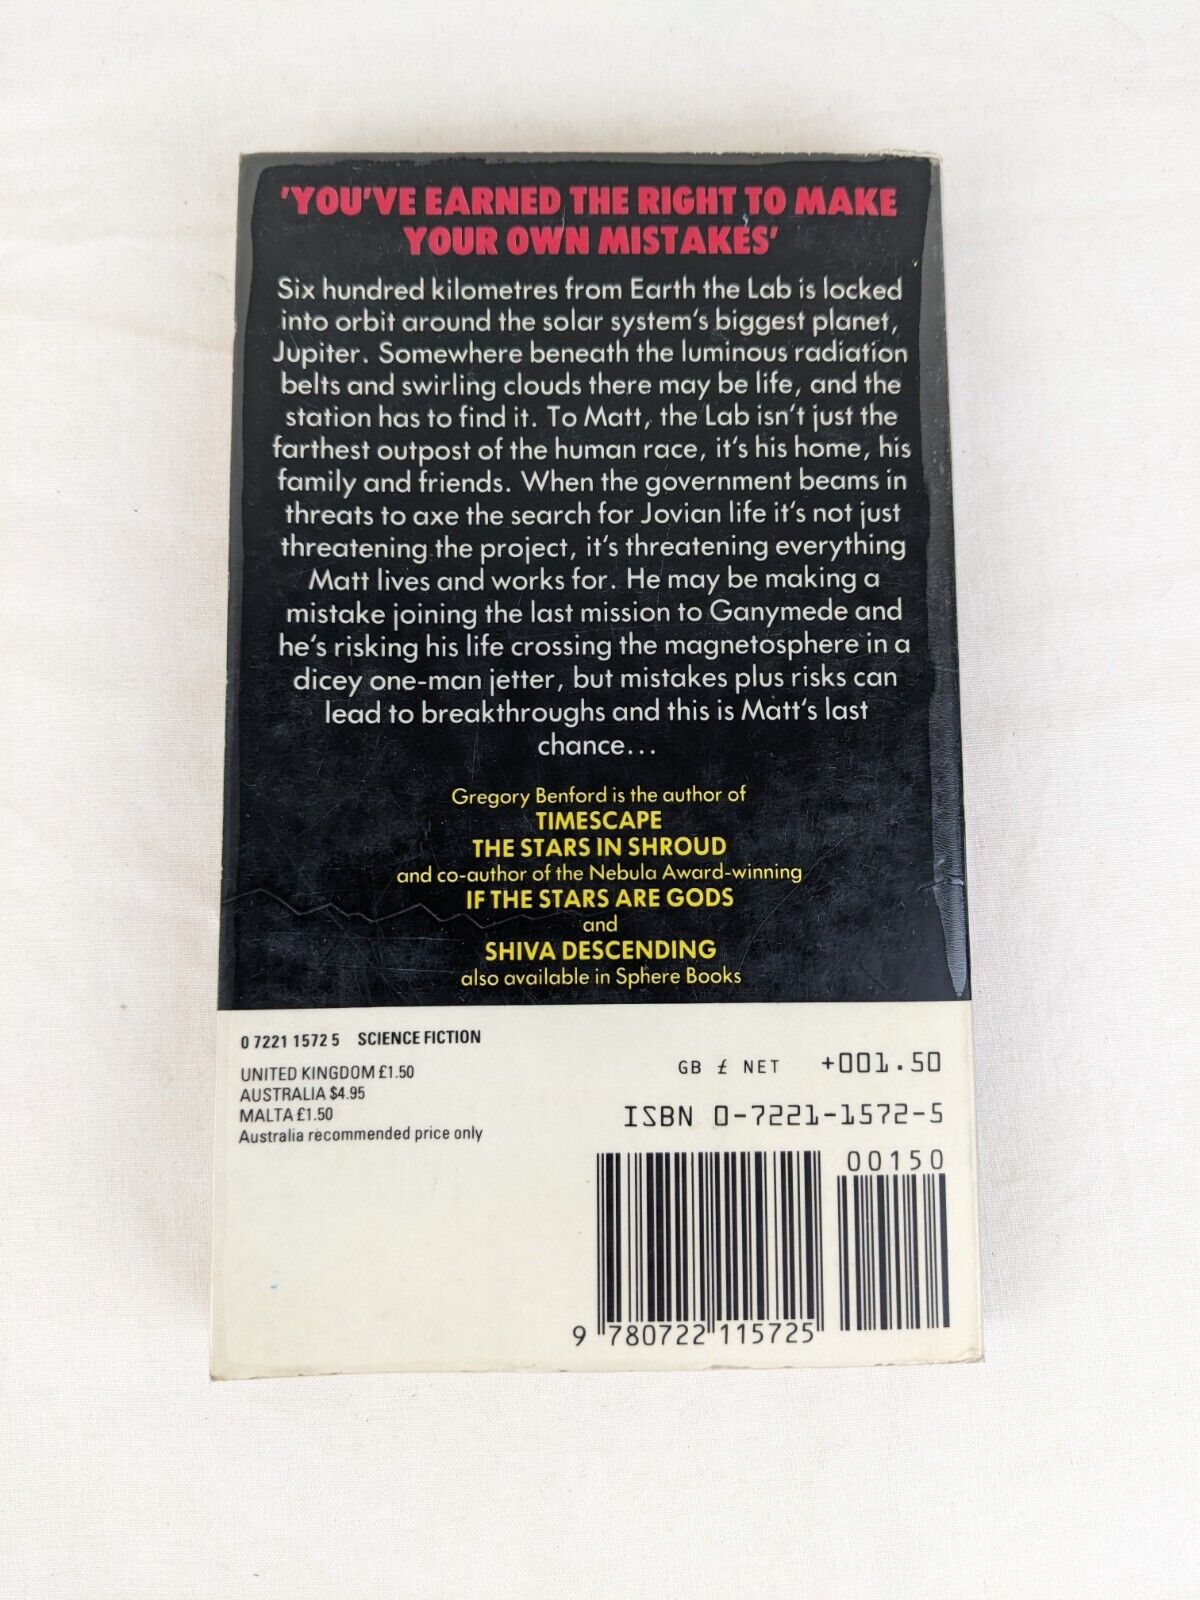 'YOU'VE EARNED THE RIGHT TO MAKE
YOUR OWN MISTAKES'
Six hundred kilometres from Earth the Lab is locked
into orbit around the solar system's biggest planet,
Jupiter. Somewhere beneath the luminous radiation
belts and swirling clouds there may be life, and the
station has to find it. To Matt, the Lab isn't just the
farthest outpost of the human race, it's his home, his
family and friends. When the government beams in
threats to axe the search for Jovian life it's not just
threatening the project, it's threatening everything
Matt lives and works for. He may be making a
mistake joining the last mission to Ganymede and
he's risking his life crossing the magnetosphere in a
dicey one-man jetter, but mistakes plus risks can
lead to breakthroughs and this is Matt's last
chance...
Gregory Benford is the author of
TIMESCAPE
THE STARS IN SHROUD
and co-author of the Nebula Award-winning
IF THE STARS ARE GODS
and
SHIVA DESCENDING
also available in Sphere Books
0 7221 1572 5 SCIENCE FICTION
UNITED KINGDOM £1.50
AUSTRALIA $4.95
MALTA £1.50
Australia recommended price only
GB £ NET +001.50
ISBN 0-7221-1572-5
00150
9 780722 115725